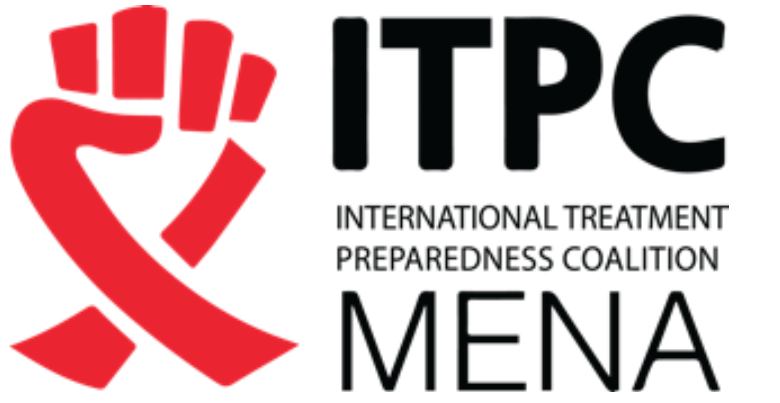 ITPC
INTERNATIONAL TREATMENT
PREPAREDNESS COALITION
MENA